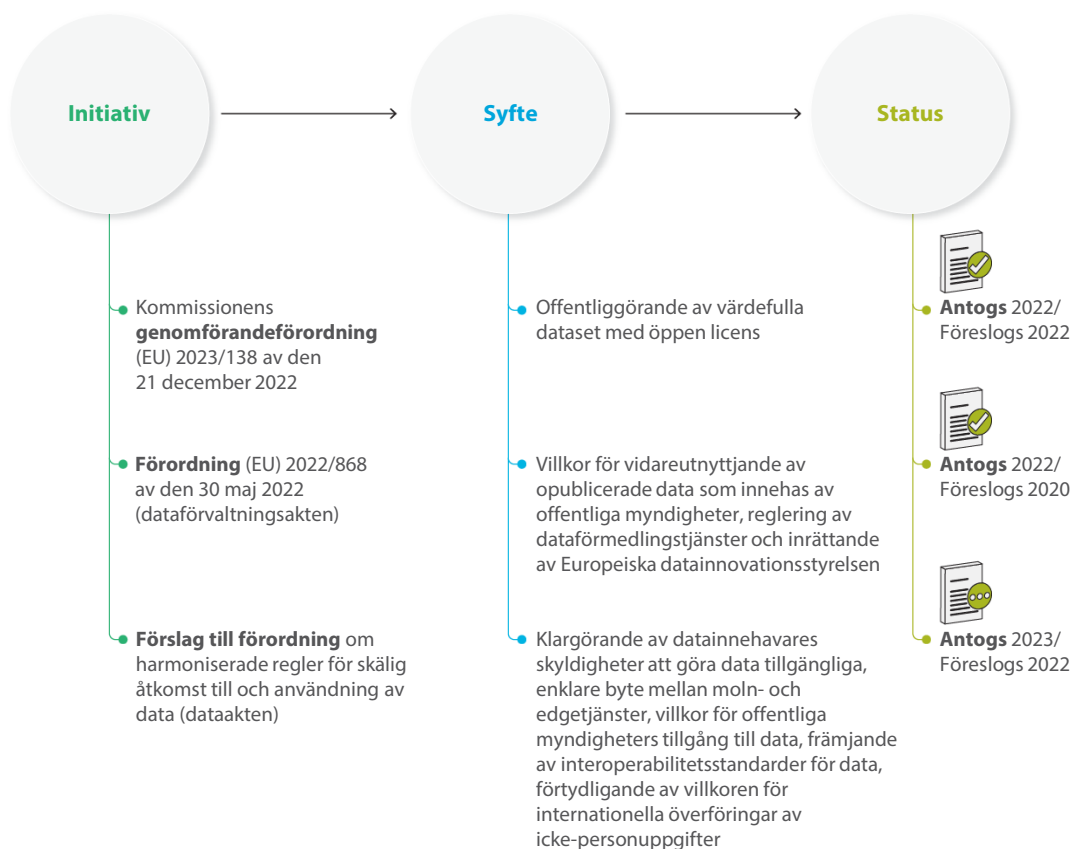 Initiativ
Syfte
Status
Kommissionens
genomförandeförordning
(EU) 2023/138 av den
21 december 2022
Offentliggörande av värdefulla
dataset med öppen licens
Antogs 2022/
Föreslogs 2022
Förordning (EU) 2022/868
av den 30 maj 2022
(dataförvaltningsakten)
Villkor för vidareutnyttjande av
opublicerade data som innehas av
offentliga myndigheter, reglering av
dataförmedlingstjänster och inrättande
av Europeiska datainnovationsstyrelsen
Antogs 2022/
Föreslogs 2020
Förslag till förordning om
harmoniserade regler för skälig
åtkomst till och användning av
data (dataakten)
Klargörande av datainnehavares
skyldigheter att göra data tillgängliga,
enklare byte mellan moln- och
edgetjänster, villkor för offentliga
myndigheters tillgång till data, främjande
av interoperabilitetsstandarder för data,
förtydligande av villkoren för
internationella överföringar av
icke-personuppgifter
Antogs 2023/
Föreslogs 2022